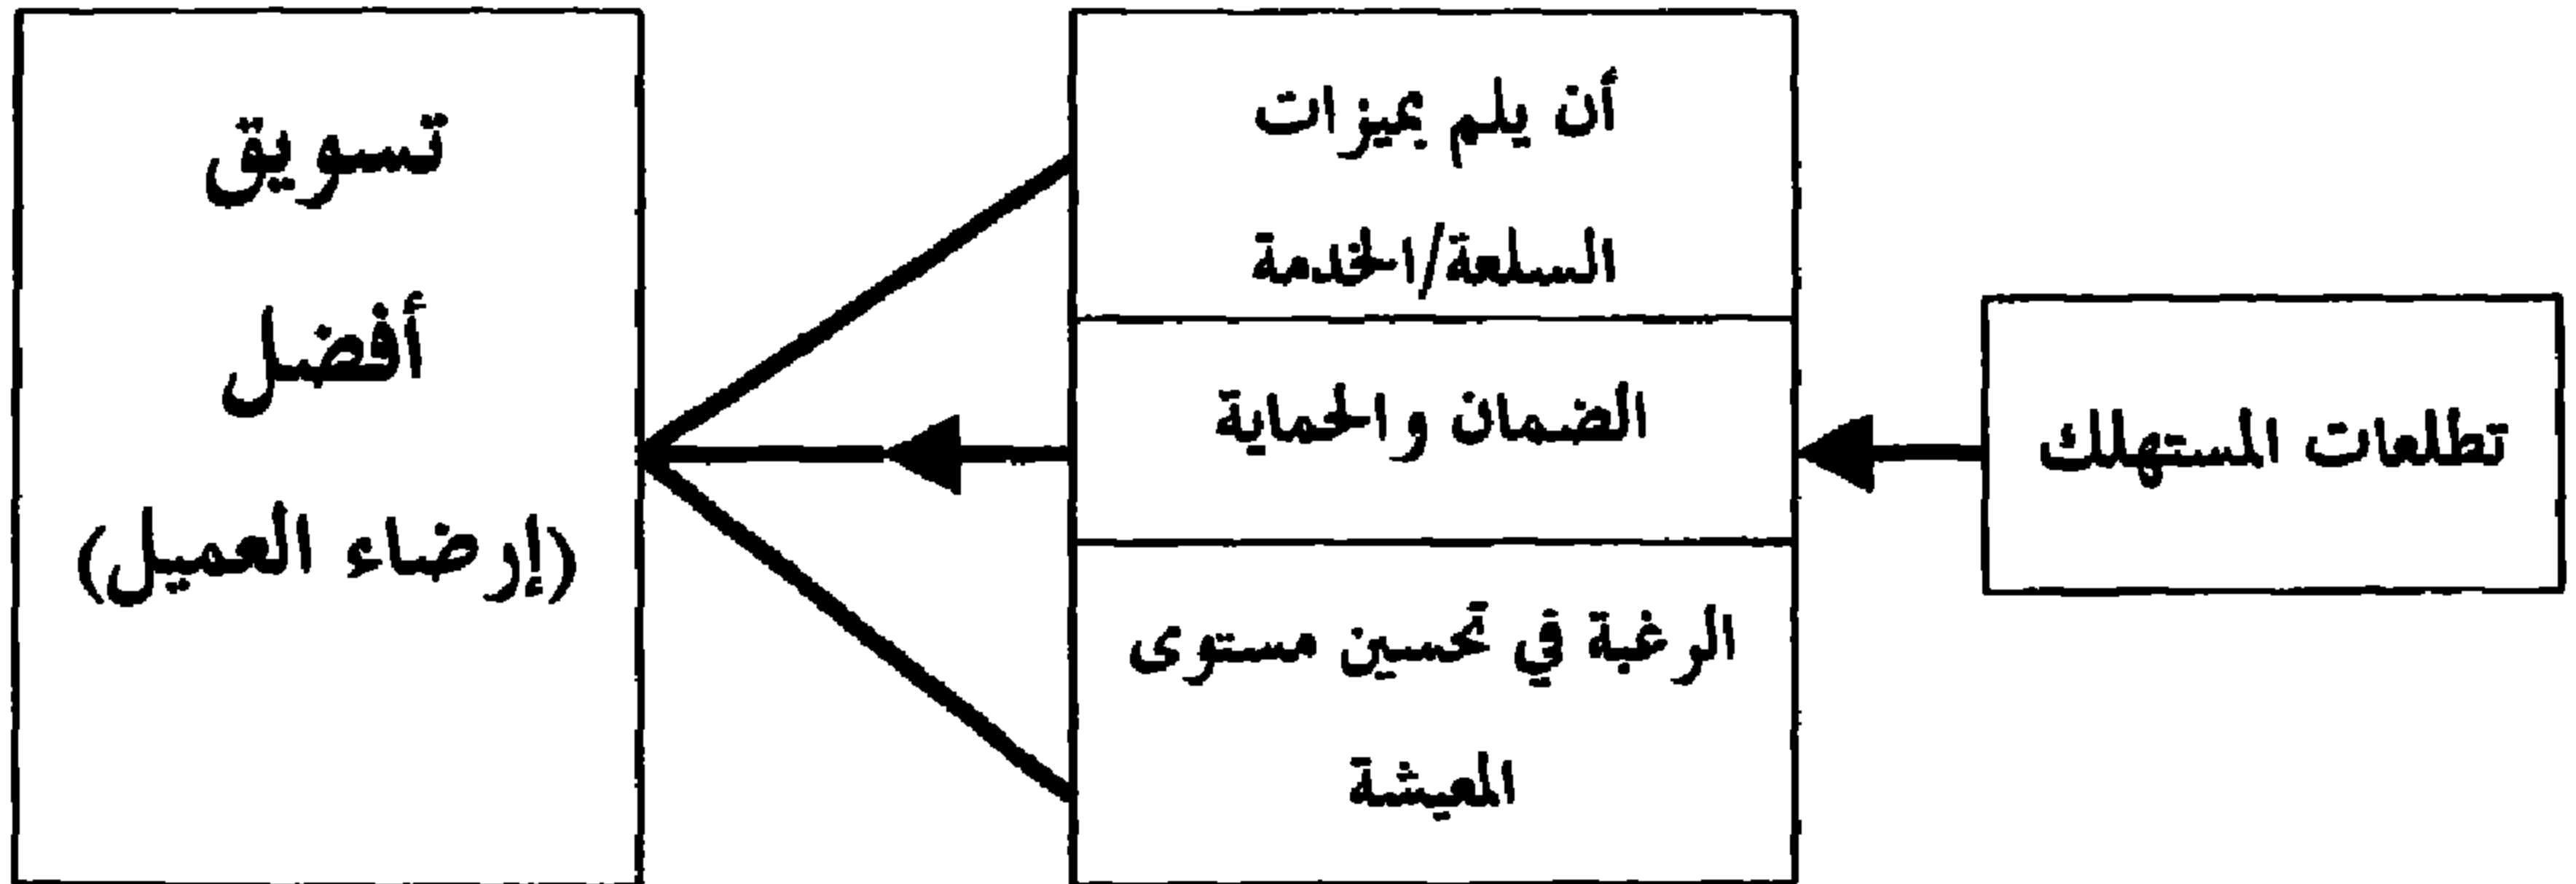 تطلعات المستهلك
أن يلم بميزات
السلعة/الخدمة
الضمان والحماية
الرغبة في تحسين مستوى
المعيشة
تسويق
أفضل
(إرضاء العميل)